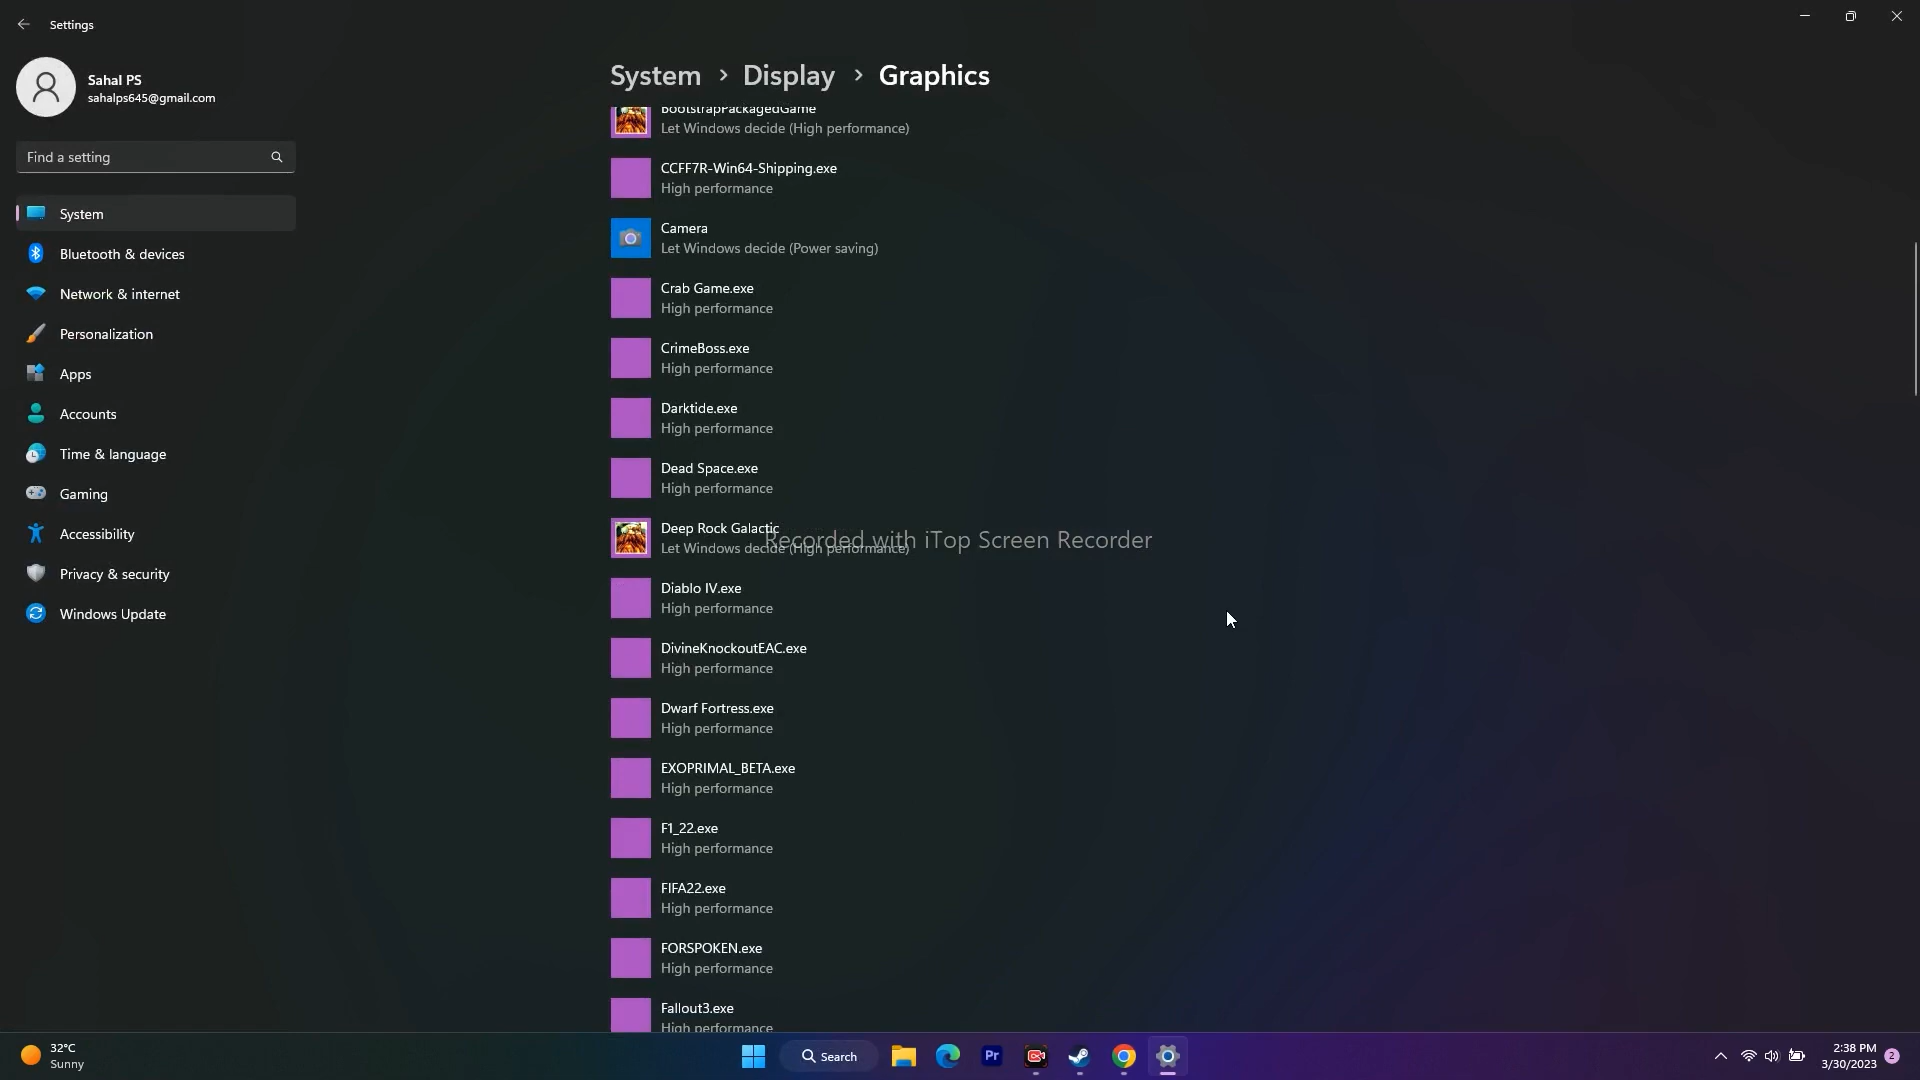 Settings
Sahal PS
sahalps645@gmail.com
Find a setting
System
Bluetooth & devices
Network & internet
Personalization
Apps
Accounts
Time & language
Gaming
Accessibility
Privacy & security
Windows Update
System > Display > Graphics
BootstrapPackagedGame
Let Windows decide (High performance)
CCFF7R-Win64-Shipping.exe
High performance
Camera
Let Windows decide (Power saving)
Crab Game.exe
High performance
CrimeBoss.exe
High performance
Darktide.exe
High performance
Dead Space.exe
High performance
Deep Rock Galactic
Let Windows decide (High performance)
Recorded with iTop Screen Recorder
Diablo IV.exe
High performance
DivineKnockoutEAC.exe
High performance
Dwarf Fortress.exe
High performance
EXOPRIMAL_BETA.exe
High performance
F1_22.exe
High performance
FIFA22.exe
High performance
FORSPOKEN.exe
High performance
Fallout3.exe
High performance
32°C
Sunny
Search
Pr
2:38 PM
3/30/2023
2